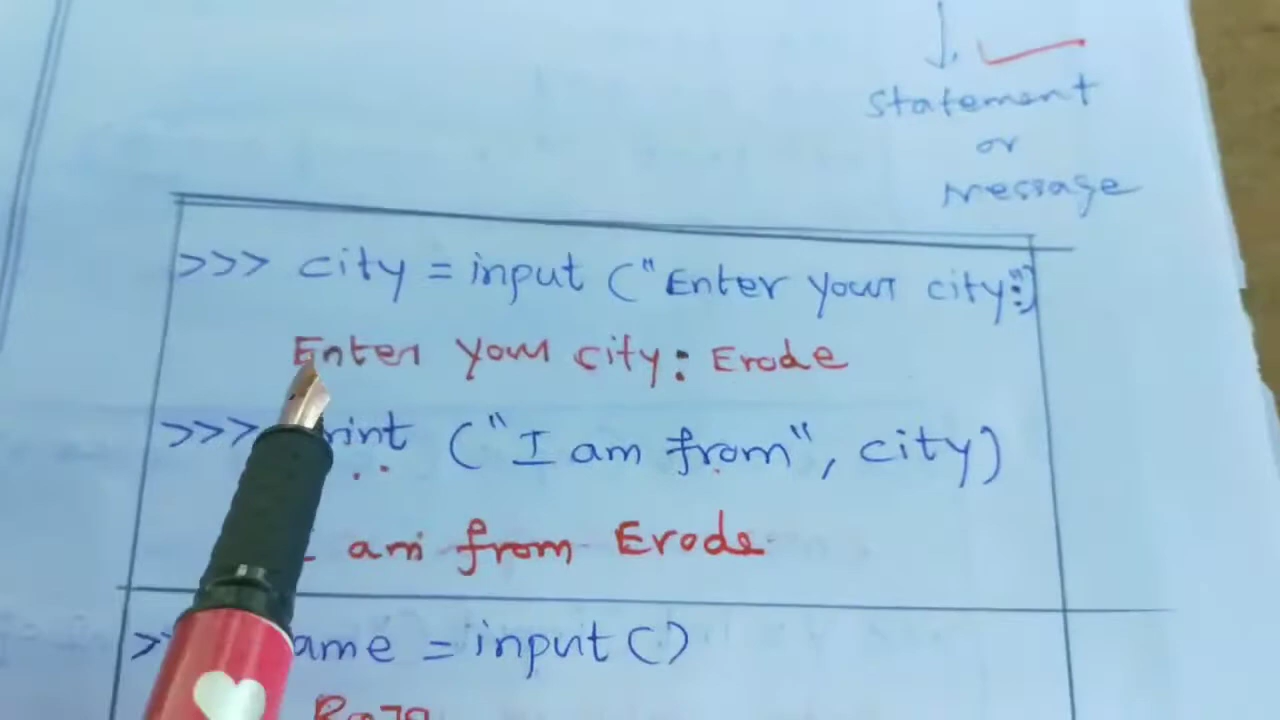 statement
or
message
>>> city = input ("Enter your city:")
Enter your city: Erode
>>> print ("I am from", city)
I am from Erode
ame = input ()